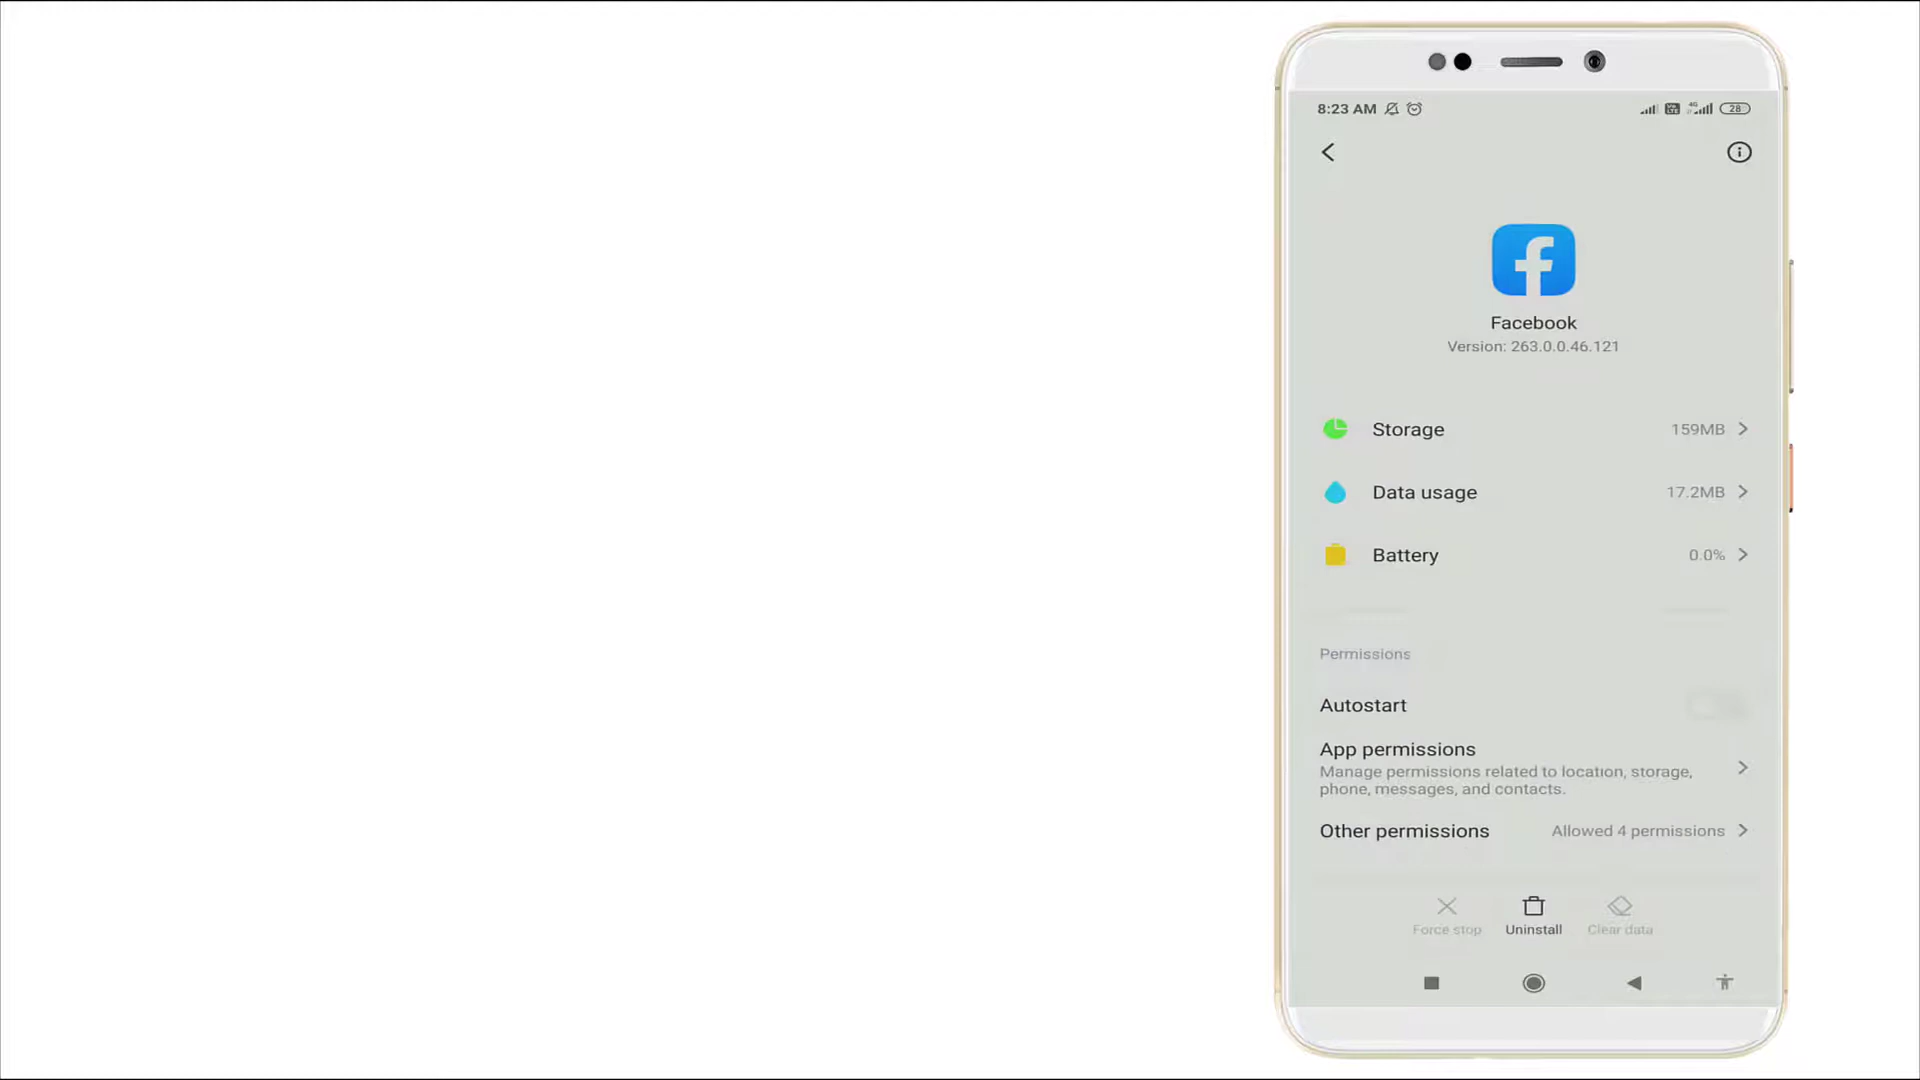 8:23 AM
4G
28
Facebook
Version: 263.0.0.46.121
Storage 159MB
Data usage 17.2MB
Battery 0.0%
Permissions
Autostart
App permissions
Manage permissions related to location, storage,
phone, messages, and contacts.
Other permissions Allowed 4 permissions
Force stop Uninstall Clear data